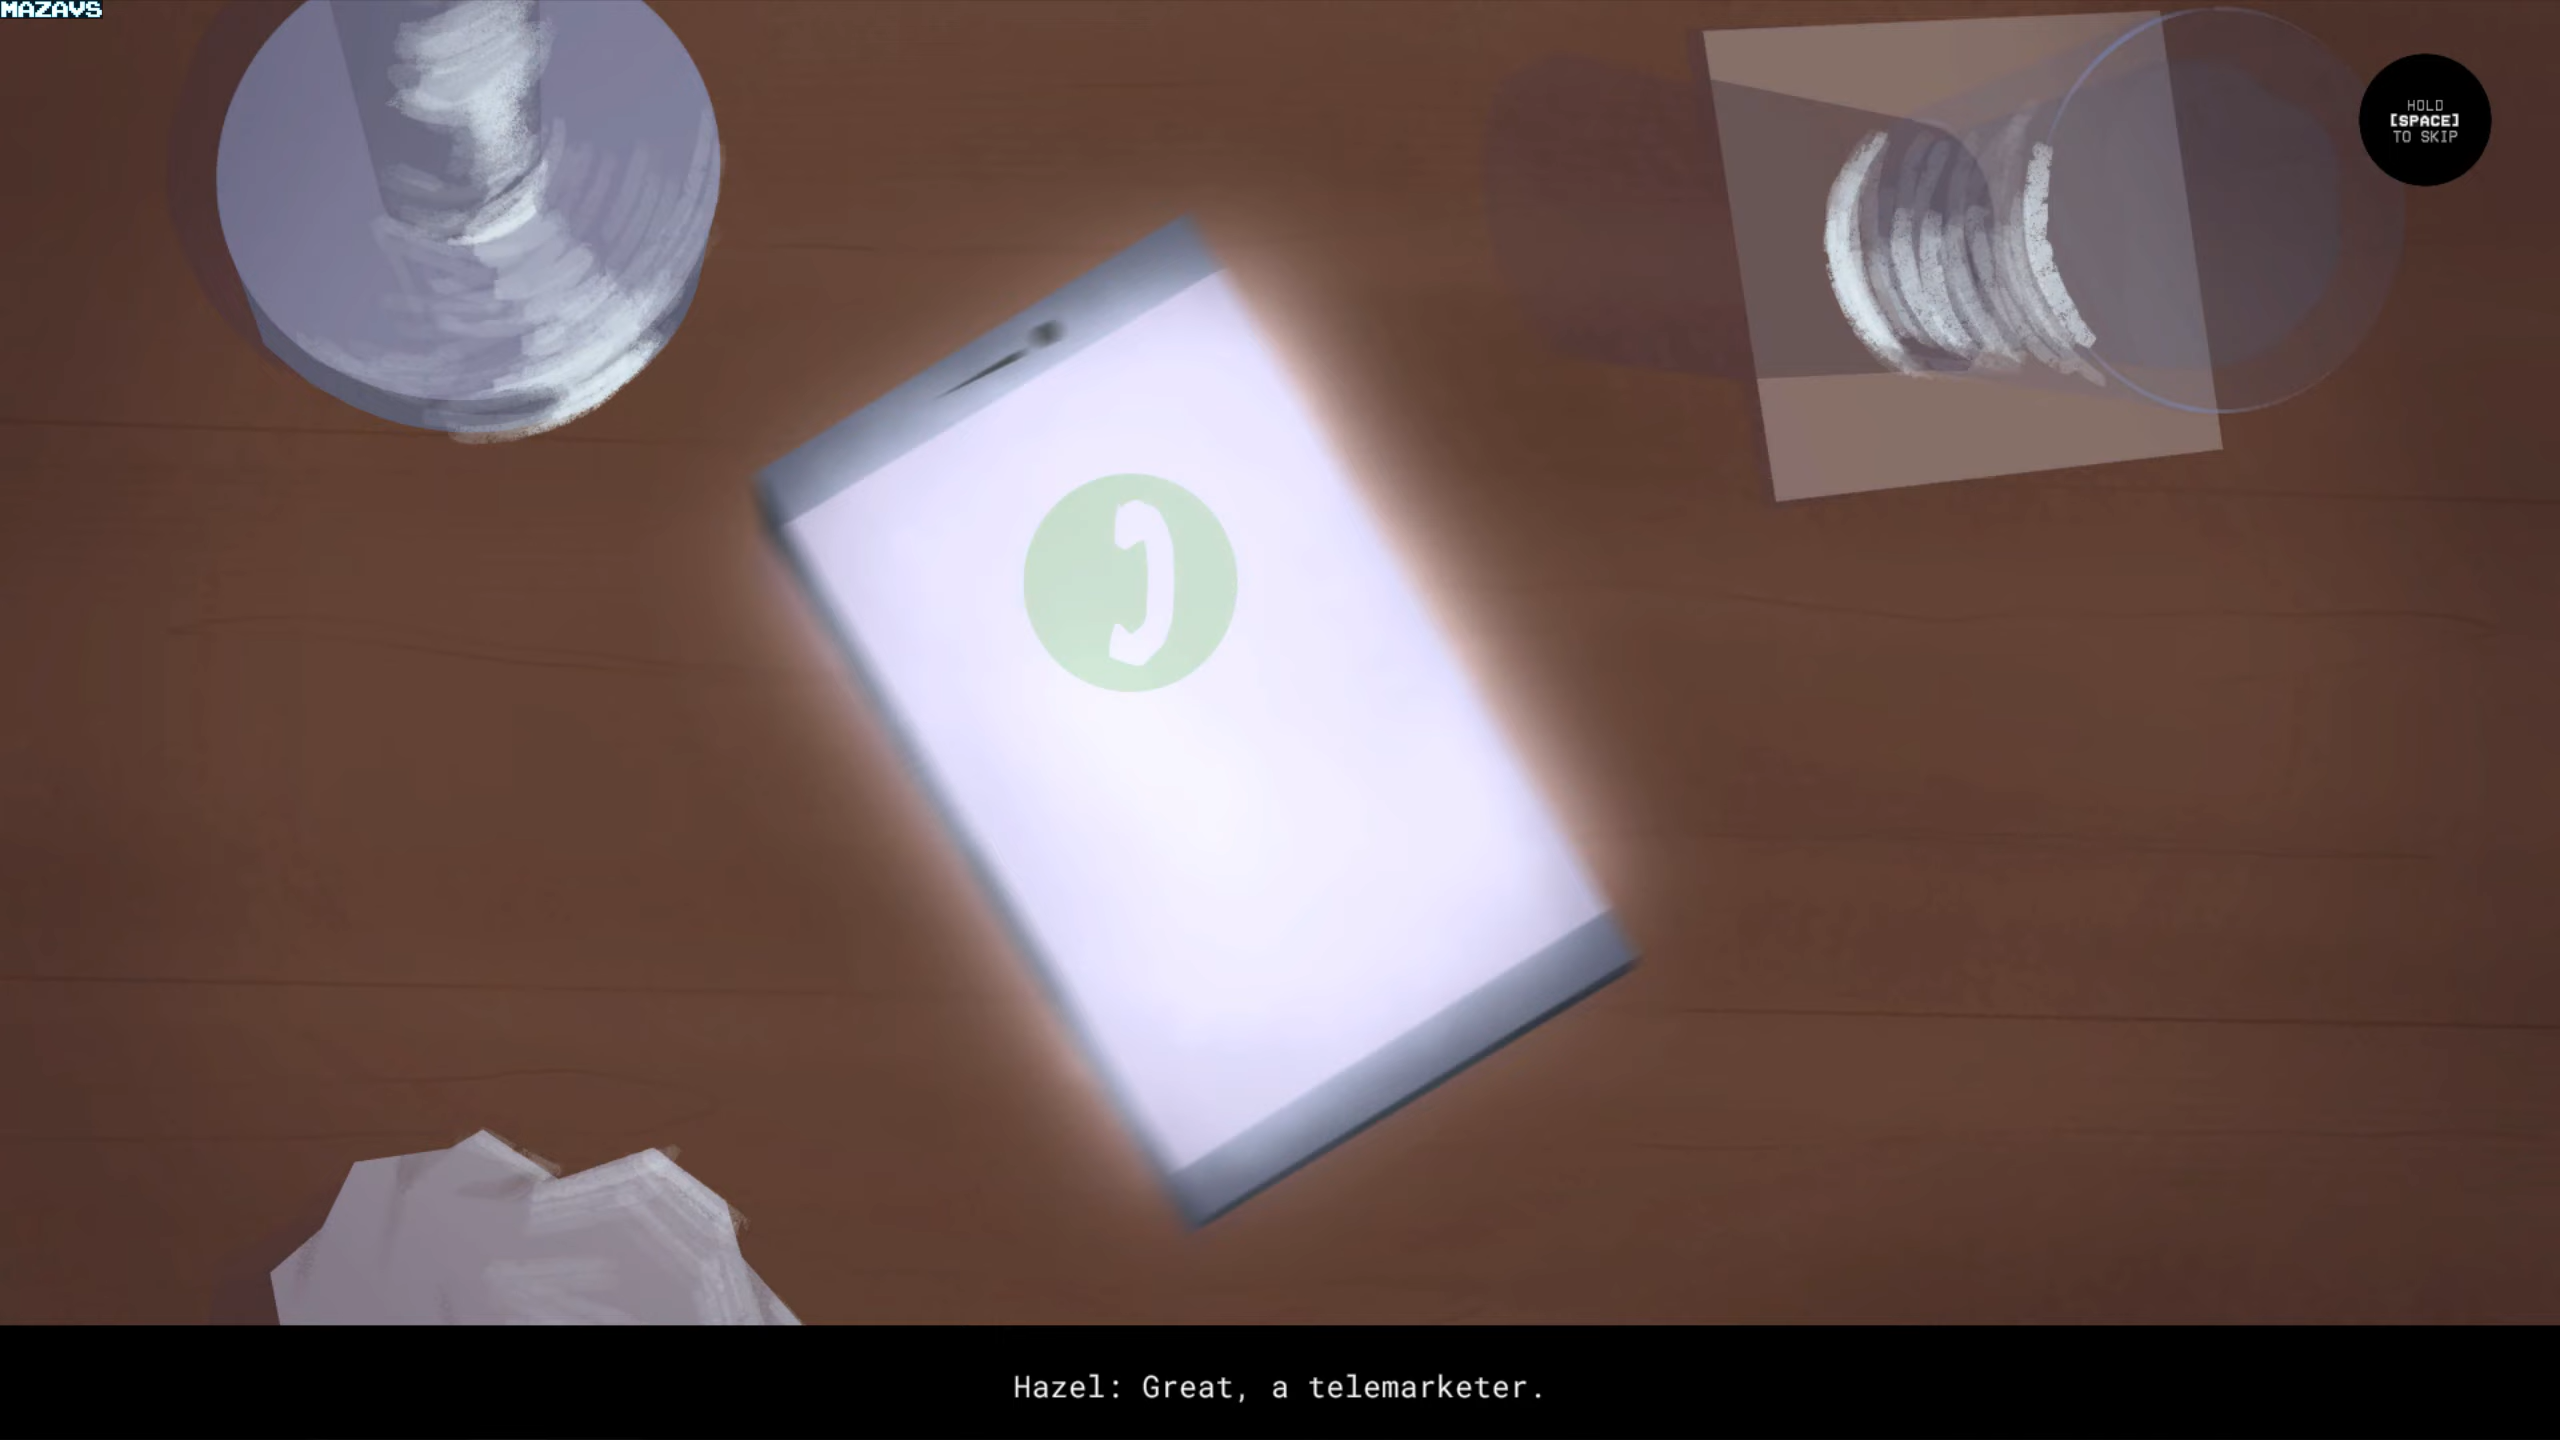 MAZAVS
HOLD
[SPACE]
TO SKIP
Hazel: Great, a telemarketer.